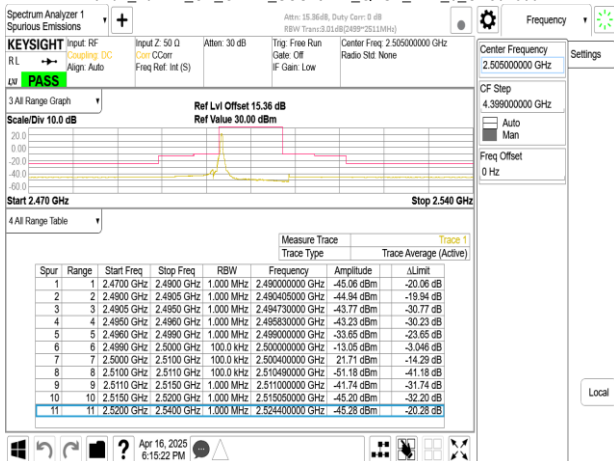 Spectrum Analyzer 1
Spurious Emissions
Attn: 15.36dB, Duty Corr: 0 dB
RBW Tranc:3.01dB(2499~2511MHz)
Frequency
KEYSIGHT
RL
LXI
PASS
Input: RF
Coupling: DC
Align: Auto
Input Z: 50 Ω
Corr CCorr
Freq Ref: Int (S)
Atten: 30 dB
Trig: Free Run
Gate: Off
IF Gain: Low
Center Freq: 2.505000000 GHz
Radio Std: None
Center Frequency
2.505000000 GHz
Settings
CF Step
4.399000000 GHz
Auto
Man
Freq Offset
0 Hz
Local
3 All Range Graph
Scale/Div 10.0 dB
Ref Lvl Offset 15.36 dB
Ref Value 30.00 dBm
20.0
0.00
-20.0
-40.0
-60.0
Start 2.470 GHz
Stop 2.540 GHz
4 All Range Table
Measure Trace Trace 1
Trace Type Trace Average (Active)
Spur Range Start Freq Stop Freq RBW Frequency Amplitude ΔLimit
1 1 2.4700 GHz 2.4900 GHz 1.000 MHz 2.490000000 GHz -45.06 dBm -20.06 dB
2 2 2.4900 GHz 2.4905 GHz 1.000 MHz 2.490405000 GHz -44.94 dBm -19.94 dB
3 3 2.4905 GHz 2.4950 GHz 1.000 MHz 2.494730000 GHz -43.77 dBm -30.77 dB
4 4 2.4950 GHz 2.4960 GHz 1.000 MHz 2.495830000 GHz -43.23 dBm -30.23 dB
5 5 2.4960 GHz 2.4990 GHz 1.000 MHz 2.499000000 GHz -33.65 dBm -23.65 dB
6 6 2.4990 GHz 2.5000 GHz 100.0 kHz 2.500000000 GHz -13.05 dBm -3.046 dB
7 7 2.5000 GHz 2.5100 GHz 100.0 kHz 2.500400000 GHz 21.71 dBm -14.29 dB
8 8 2.5100 GHz 2.5110 GHz 100.0 kHz 2.510490000 GHz -51.18 dBm -41.18 dB
9 9 2.5110 GHz 2.5150 GHz 1.000 MHz 2.511000000 GHz -41.74 dBm -31.74 dB
10 10 2.5150 GHz 2.5200 GHz 1.000 MHz 2.515050000 GHz -45.20 dBm -32.20 dB
11 11 2.5200 GHz 2.5400 GHz 1.000 MHz 2.524400000 GHz -45.28 dBm -20.28 dB
Apr 16, 2025
6:15:22 PM